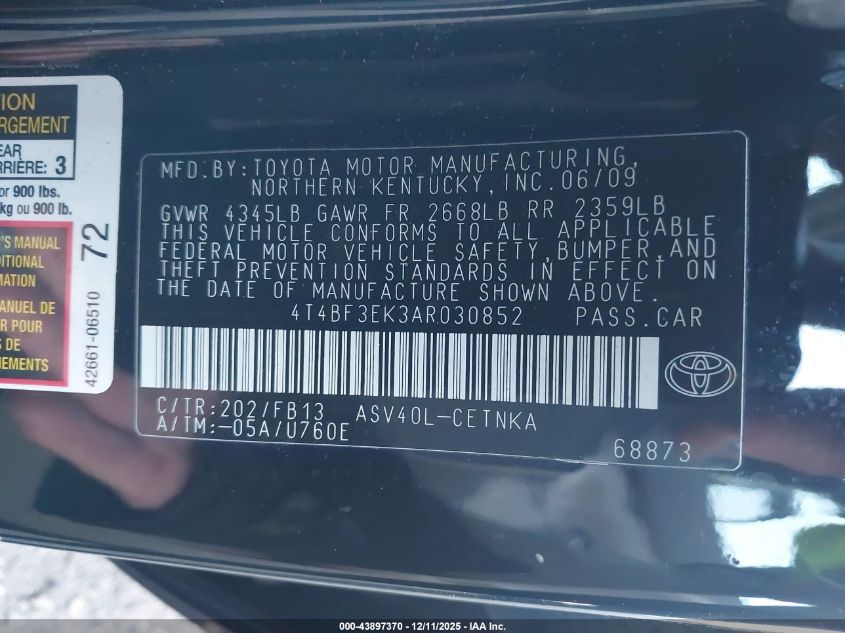 TION
RGEMENT
EAR
RRIÈRE: 3
or 900 lbs.
kg ou 900 lb.
'S MANUAL
DITIONAL
MATION
MANUEL DE
R POUR
S DE
NEMENTS
42661-06510 72
MFD.BY:TOYOTA MOTOR MANUFACTURING,
NORTHERN KENTUCKY,INC.06/09
GVWR 4345LB GAWR FR 2668LB RR 2359LB
THIS VEHICLE CONFORMS TO ALL APPLICABLE
FEDERAL MOTOR VEHICLE SAFETY,BUMPER,AND
THEFT PREVENTION STANDARDS IN EFFECT ON
THE DATE OF MANUFACTURE SHOWN ABOVE.
4T4BF3EK3AR030852 PASS.CAR
C/TR:202/FB13 ASV40L-CETNKA
A/TM:-05A/U760E
68873
000-43897370 - 12/11/2025 - IAA Inc.